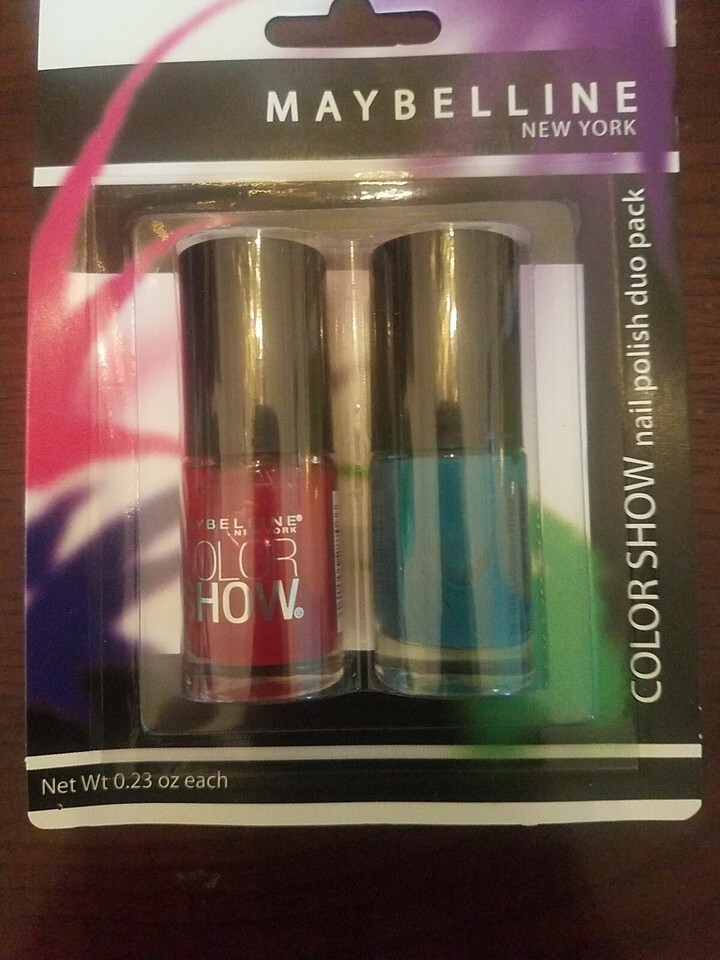 MAYBELLINE
NEW YORK
COLOR SHOW nail polish duo pack
YBELLINE®
NEW YORK
COLOR
SHOW®
Net Wt 0.23 oz each